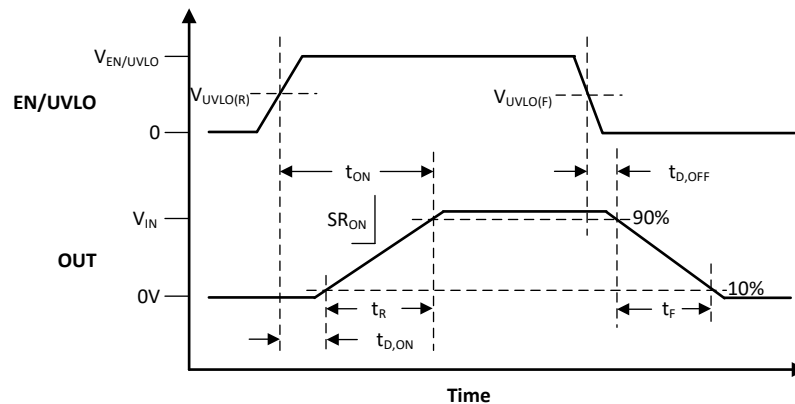 V_EN/UVLO
V_UVLO(R)
V_UVLO(F)
EN/UVLO
0
t_ON
t_D,OFF
V_IN
SR_ON
90%
OUT
0V
10%
t_R
t_F
t_D,ON
Time